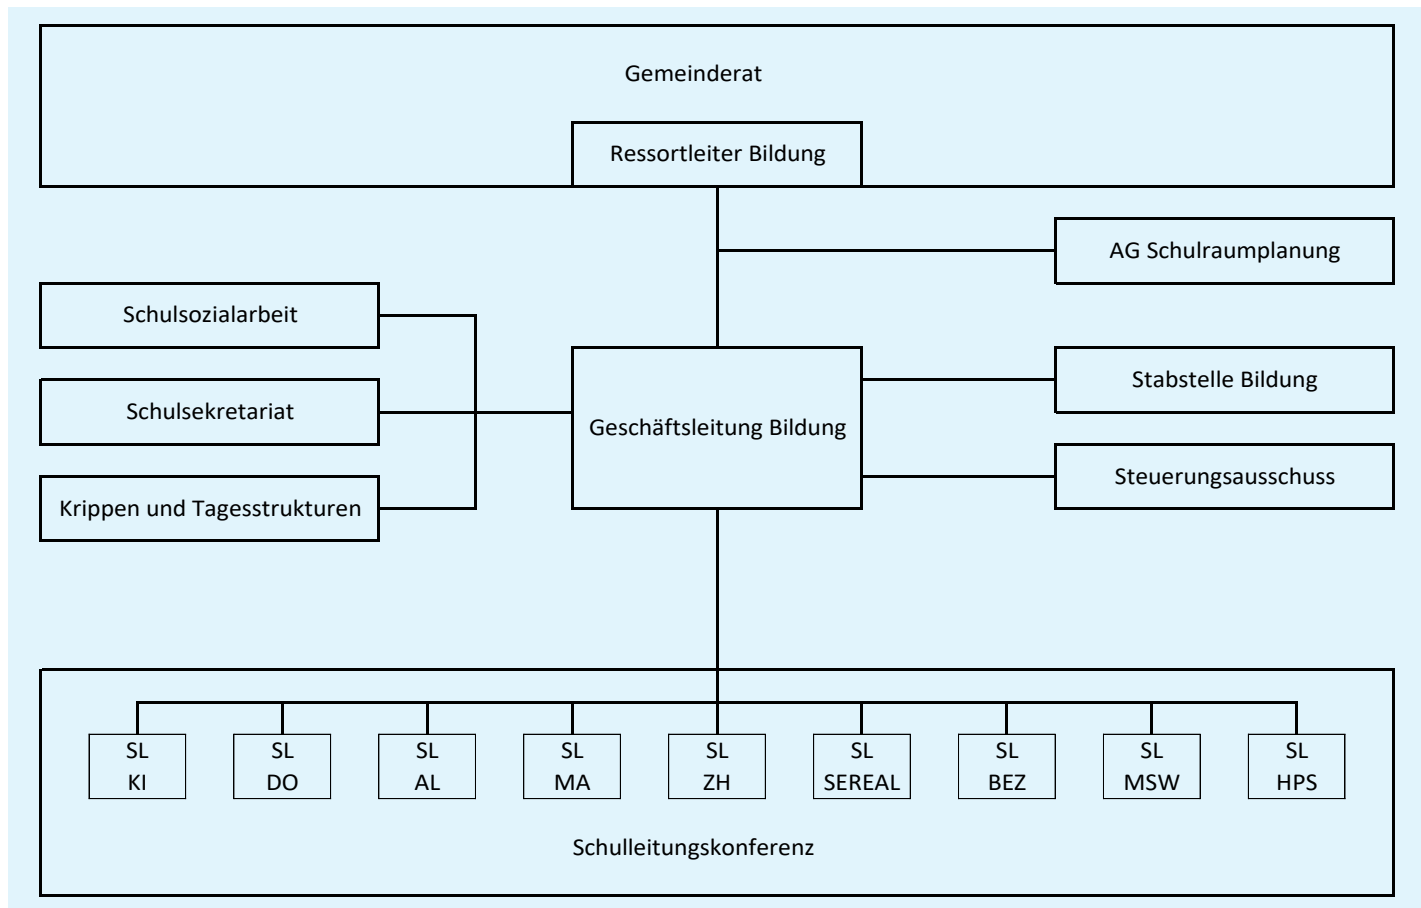 Gemeinderat
Ressortleiter Bildung
AG Schulraumplanung
Schulsozialarbeit
Schulsekretariat
Krippen und Tagesstrukturen
Geschäftsleitung Bildung
Stabstelle Bildung
Steuerungsausschuss
SL
KI
SL
DO
SL
AL
SL
MA
SL
ZH
SL
SEREAL
SL
BEZ
SL
MSW
SL
HPS
Schulleitungskonferenz